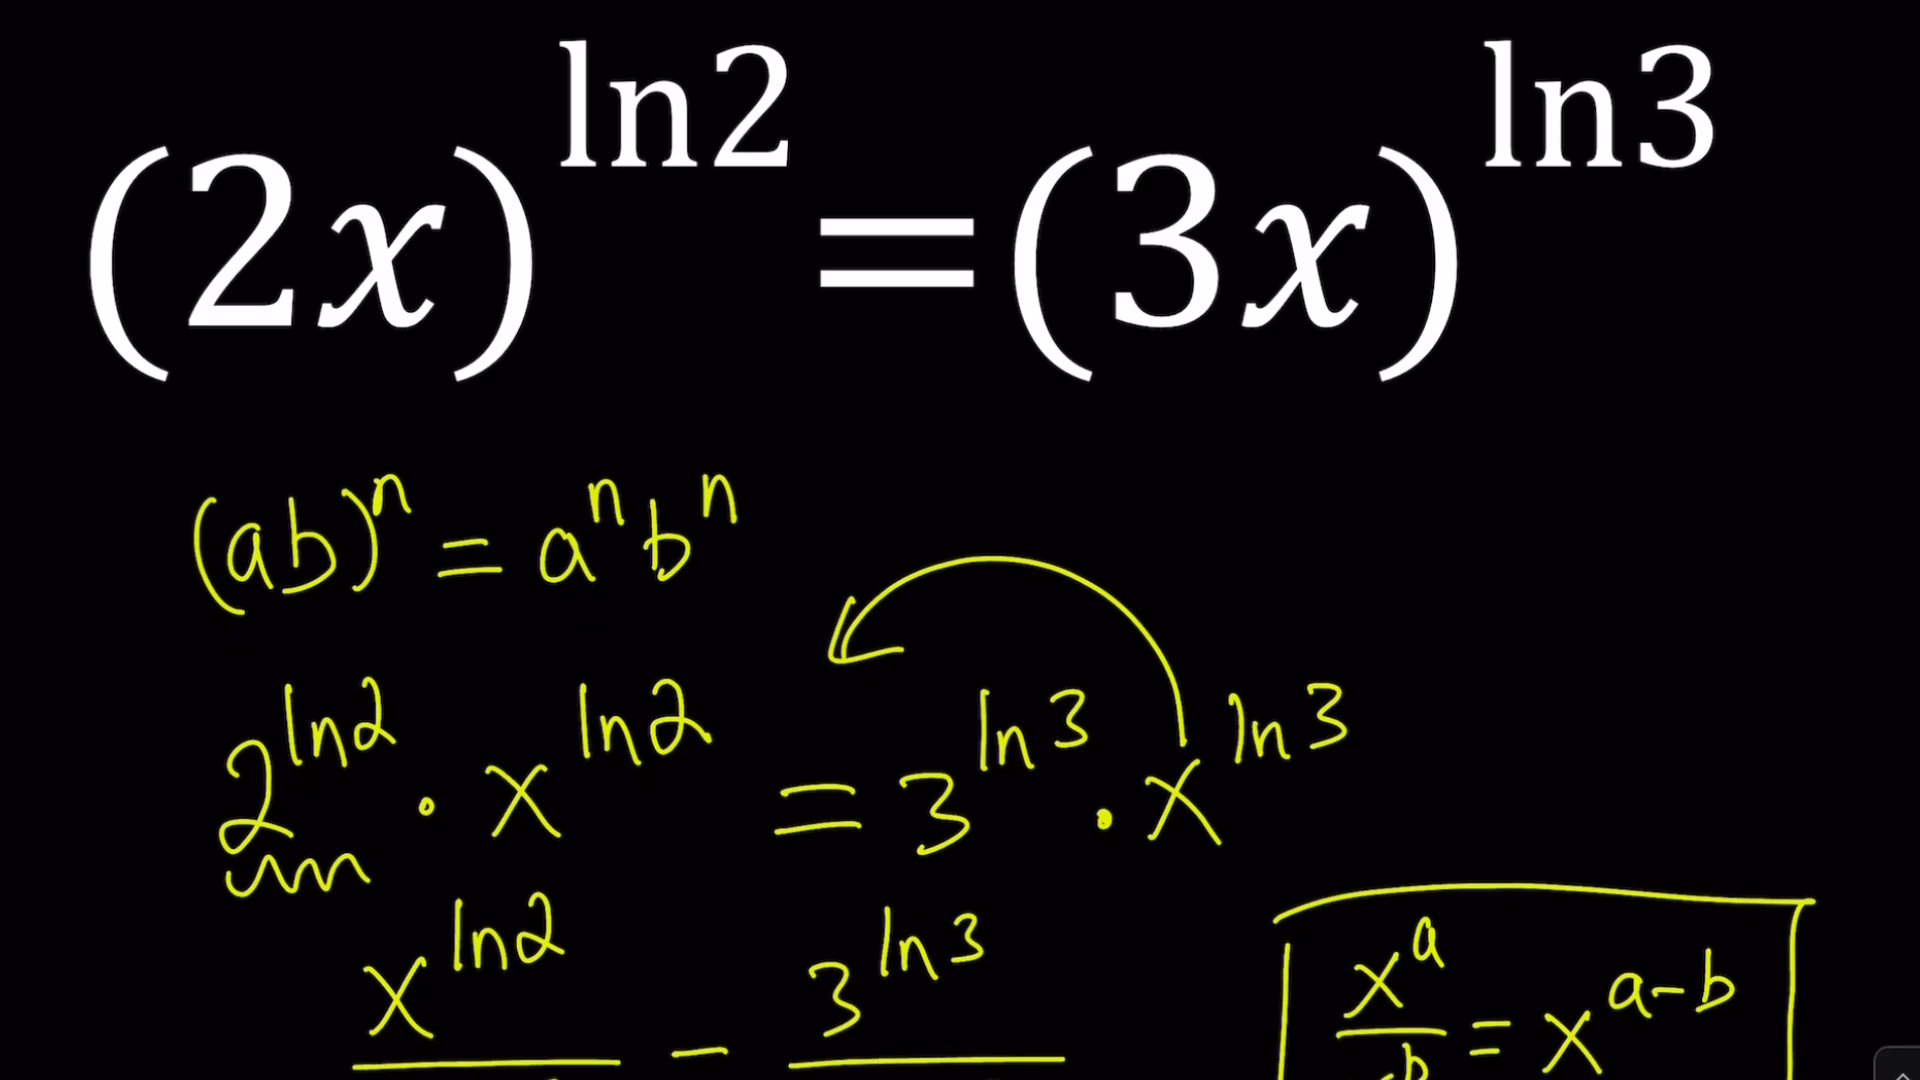 (2x)^ln2 = (3x)^ln3
(ab)^n = a^n b^n
2^ln2 · x^ln2 = 3^ln3 · x^ln3
x^ln2 — 3^ln3
x^a / b = x^a-b